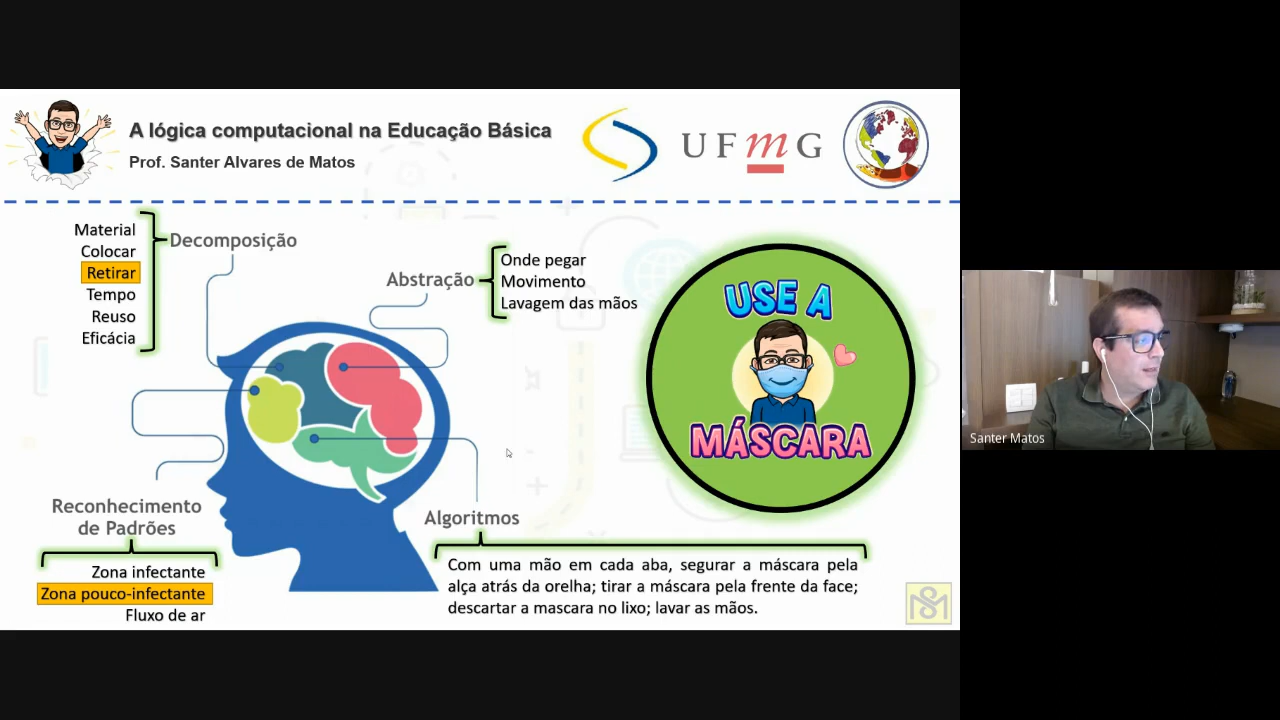 A lógica computacional na Educação Básica
Prof. Santer Alvares de Matos
UFmG
Material
Colocar
Retirar
Tempo
Reuso
Eficácia
Decomposição
Abstração
Onde pegar
Movimento
Lavagem das mãos
USE A
MÁSCARA
Reconhecimento
de Padrões
Zona infectante
Zona pouco-infectante
Fluxo de ar
Algoritmos
Com uma mão em cada aba, segurar a máscara pela
alça atrás da orelha; tirar a máscara pela frente da face;
descartar a mascara no lixo; lavar as mãos.
SM
Santer Matos